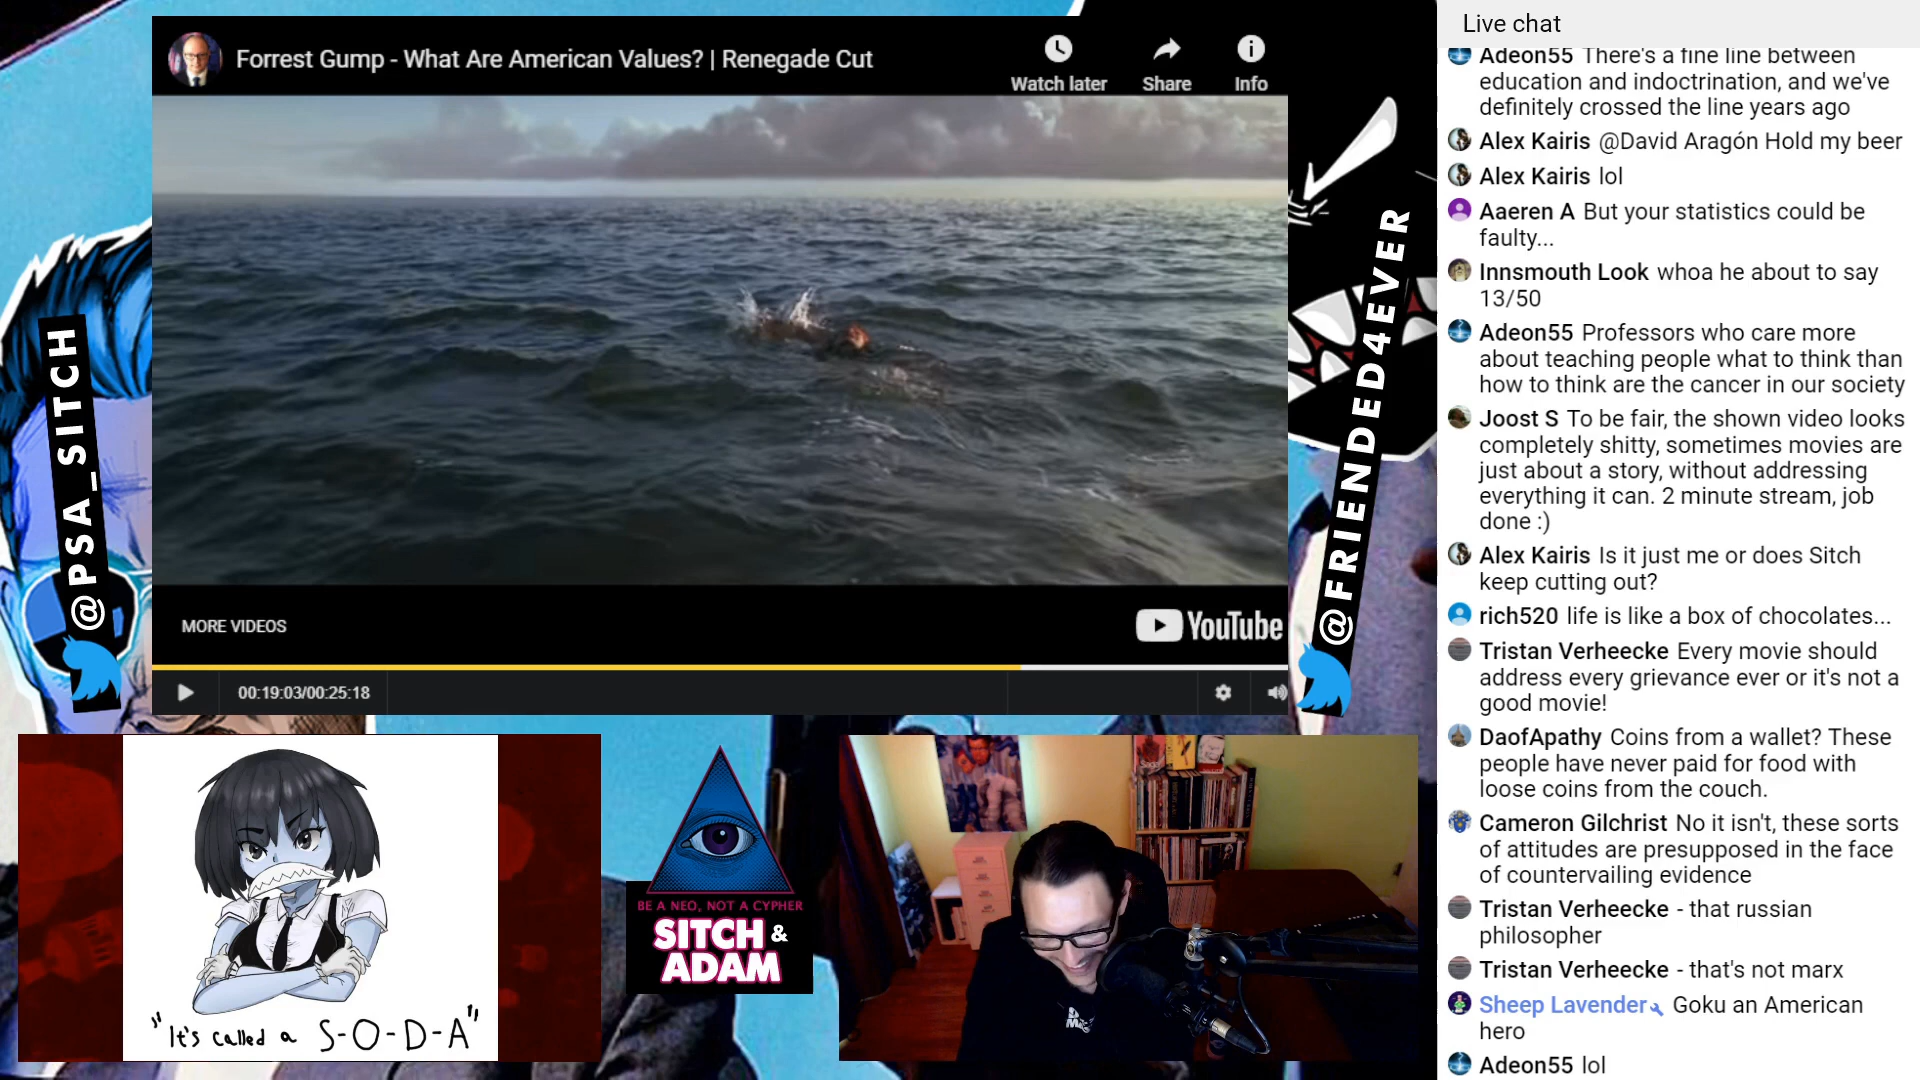 Forrest Gump - What Are American Values? | Renegade Cut
Watch later
Share
Info
MORE VIDEOS
YouTube
00:19:03/00:25:18
@PSA_SITCH
@FRIENDED4EVER
"It's called a S-O-D-A"
BE A NEO, NOT A CYPHER
SITCH &
ADAM
Live chat
Adeon55 There's a fine line between
education and indoctrination, and we've
definitely crossed the line years ago
Alex Kairis @David Aragón Hold my beer
Alex Kairis lol
Aaeren A But your statistics could be
faulty...
Innsmouth Look whoa he about to say
13/50
Adeon55 Professors who care more
about teaching people what to think than
how to think are the cancer in our society
Joost S To be fair, the shown video looks
completely shitty, sometimes movies are
just about a story, without addressing
everything it can. 2 minute stream, job
done :)
Alex Kairis Is it just me or does Sitch
keep cutting out?
rich520 life is like a box of chocolates...
Tristan Verheecke Every movie should
address every grievance ever or it's not a
good movie!
DaofApathy Coins from a wallet? These
people have never paid for food with
loose coins from the couch.
Cameron Gilchrist No it isn't, these sorts
of attitudes are presupposed in the face
of countervailing evidence
Tristan Verheecke - that russian
philosopher
Tristan Verheecke - that's not marx
Sheep Lavender Goku an American
hero
Adeon55 lol